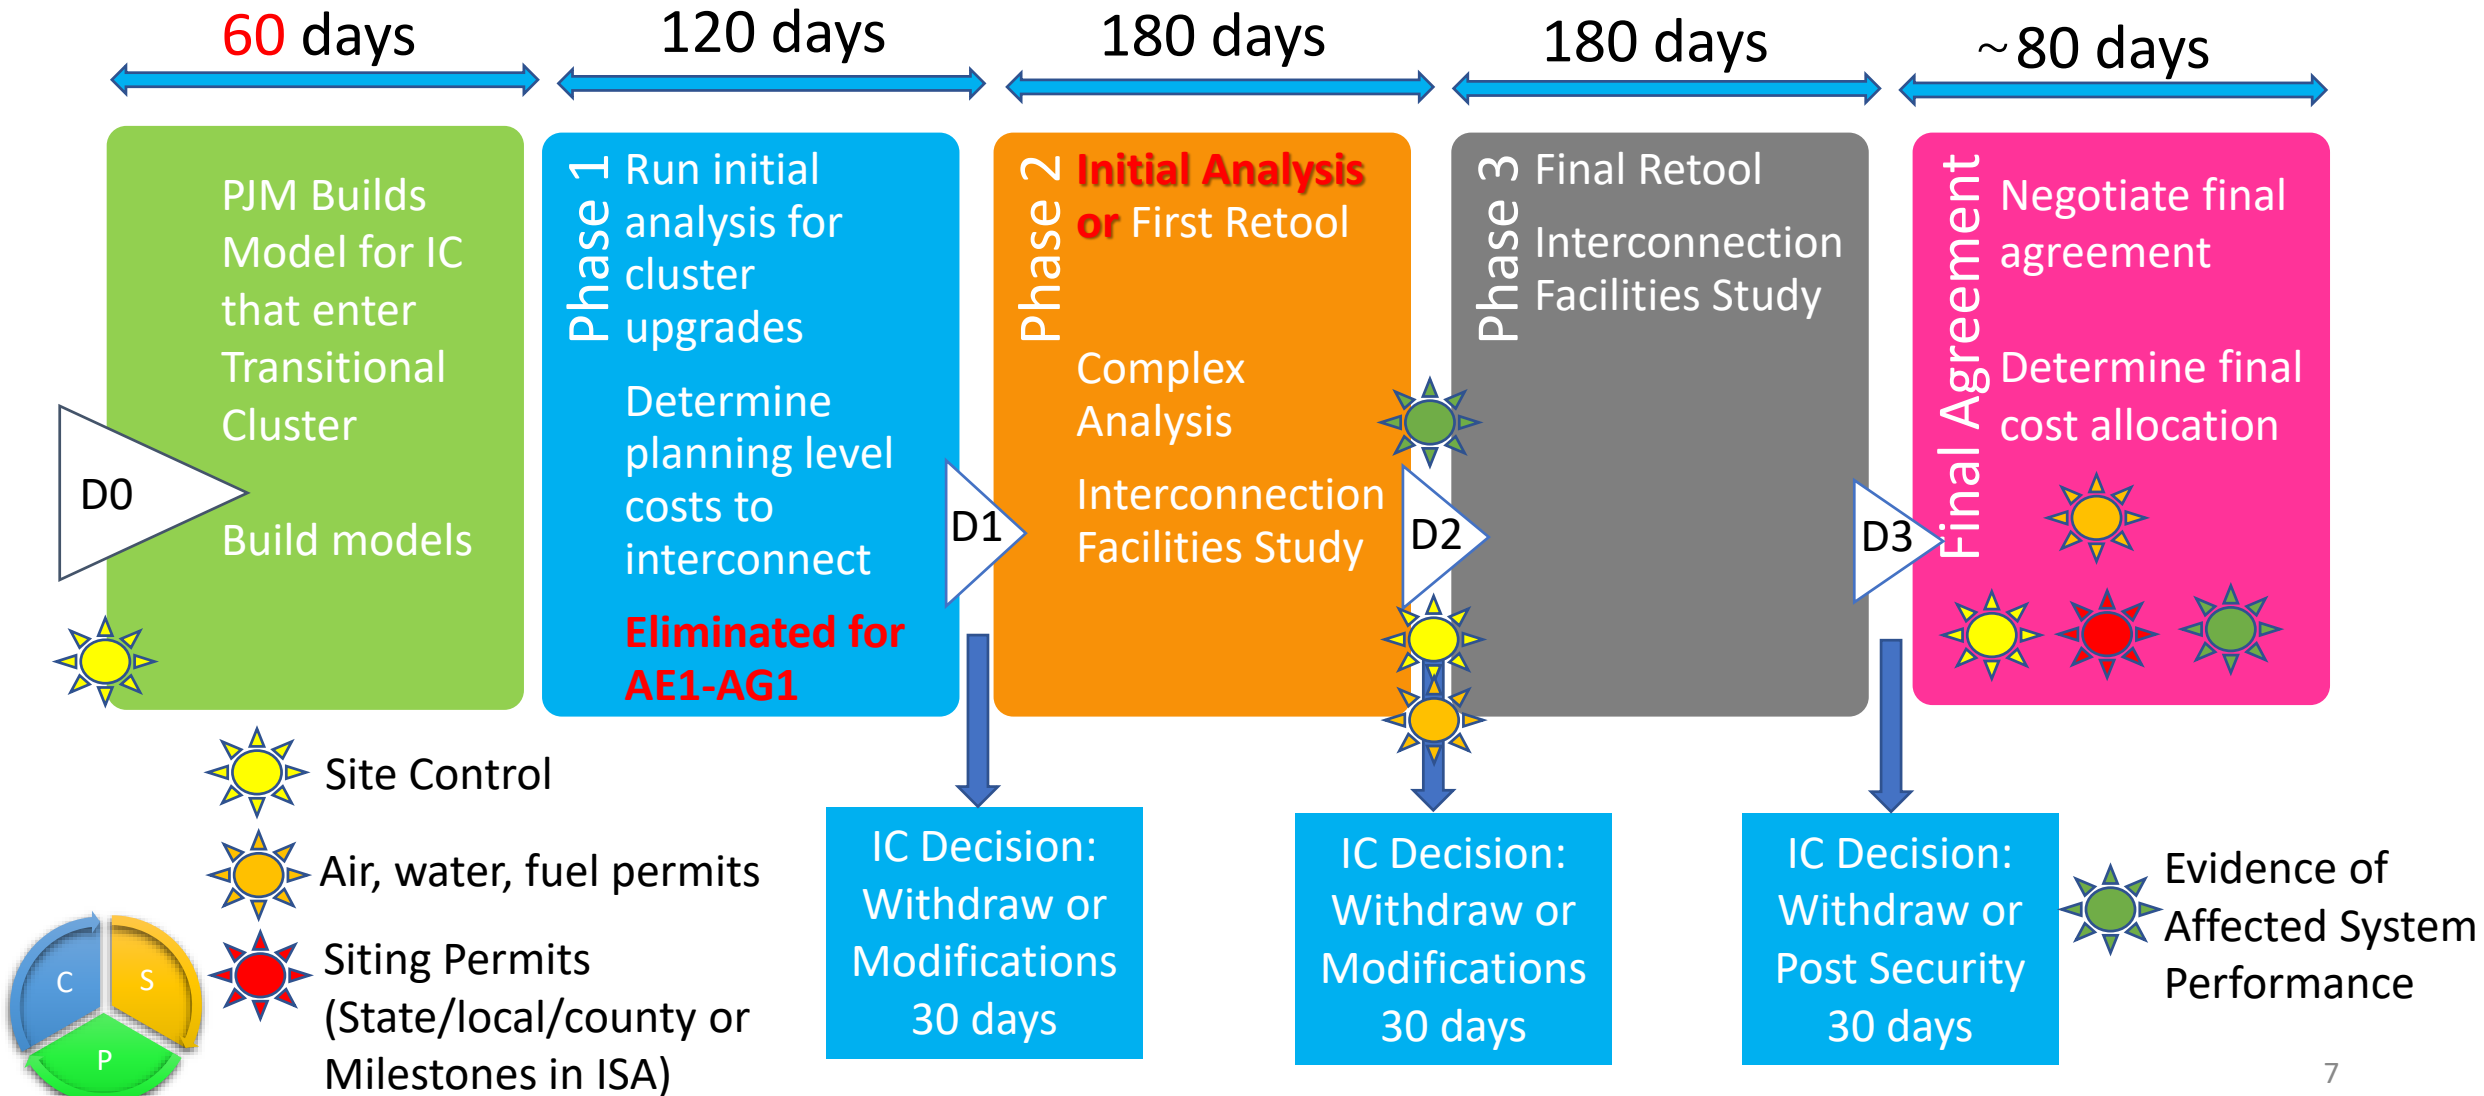 60 days
120 days
180 days
180 days
~80 days
PJM Builds
Model for IC
that enter
Transitional
Cluster
Build models
D0
Phase 1
Run initial
analysis for
cluster
upgrades
Determine
planning level
costs to
interconnect
Eliminated for
AE1-AG1
D1
Phase 2
Initial Analysis
or First Retool
Complex
Analysis
Interconnection
Facilities Study
D2
Phase 3
Final Retool
Interconnection
Facilities Study
D3
Final Agreement
Negotiate final
agreement
Determine final
cost allocation
Site Control
Air, water, fuel permits
Siting Permits
(State/local/county or
Milestones in ISA)
C
S
P
IC Decision:
Withdraw or
Modifications
30 days
IC Decision:
Withdraw or
Modifications
30 days
IC Decision:
Withdraw or
Post Security
30 days
Evidence of
Affected System
Performance
7